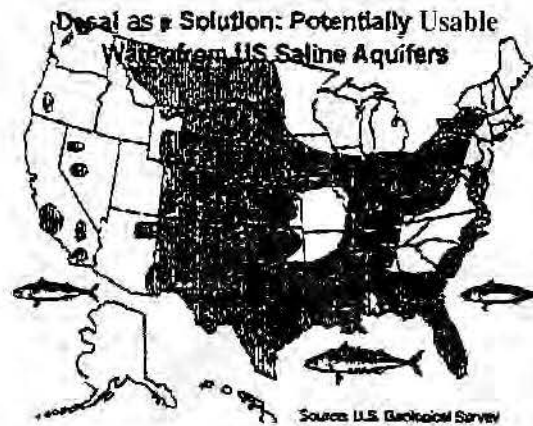 Desal as a Solution: Potentially Usable
Water from US Saline Aquifers
Source: U.S. Geological Survey